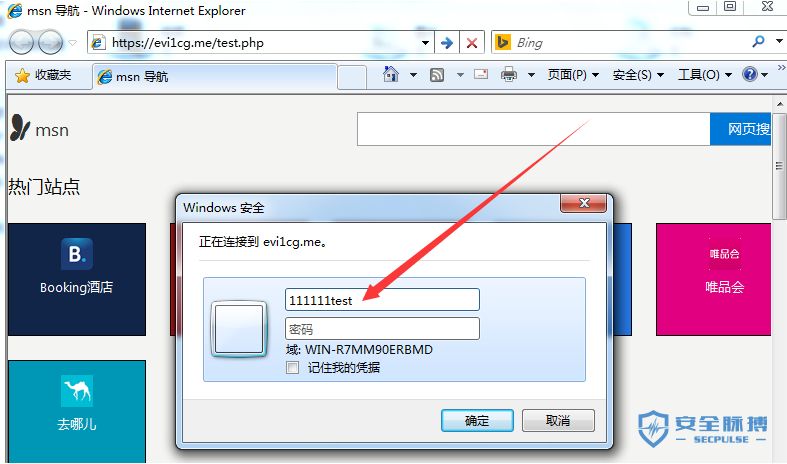 msn 导航 - Windows Internet Explorer
https://evi1cg.me/test.php
Bing
收藏夹
msn 导航
页面(P)
安全(S)
工具(O)
msn
网页搜
热门站点
Windows 安全
正在连接到 evi1cg.me。
B.
Booking酒店
111111test
密码
域: WIN-R7MM90ERBMD
记住我的凭据
唯品会
唯品会
确定
取消
去哪儿
安全脉搏
SECPULSE